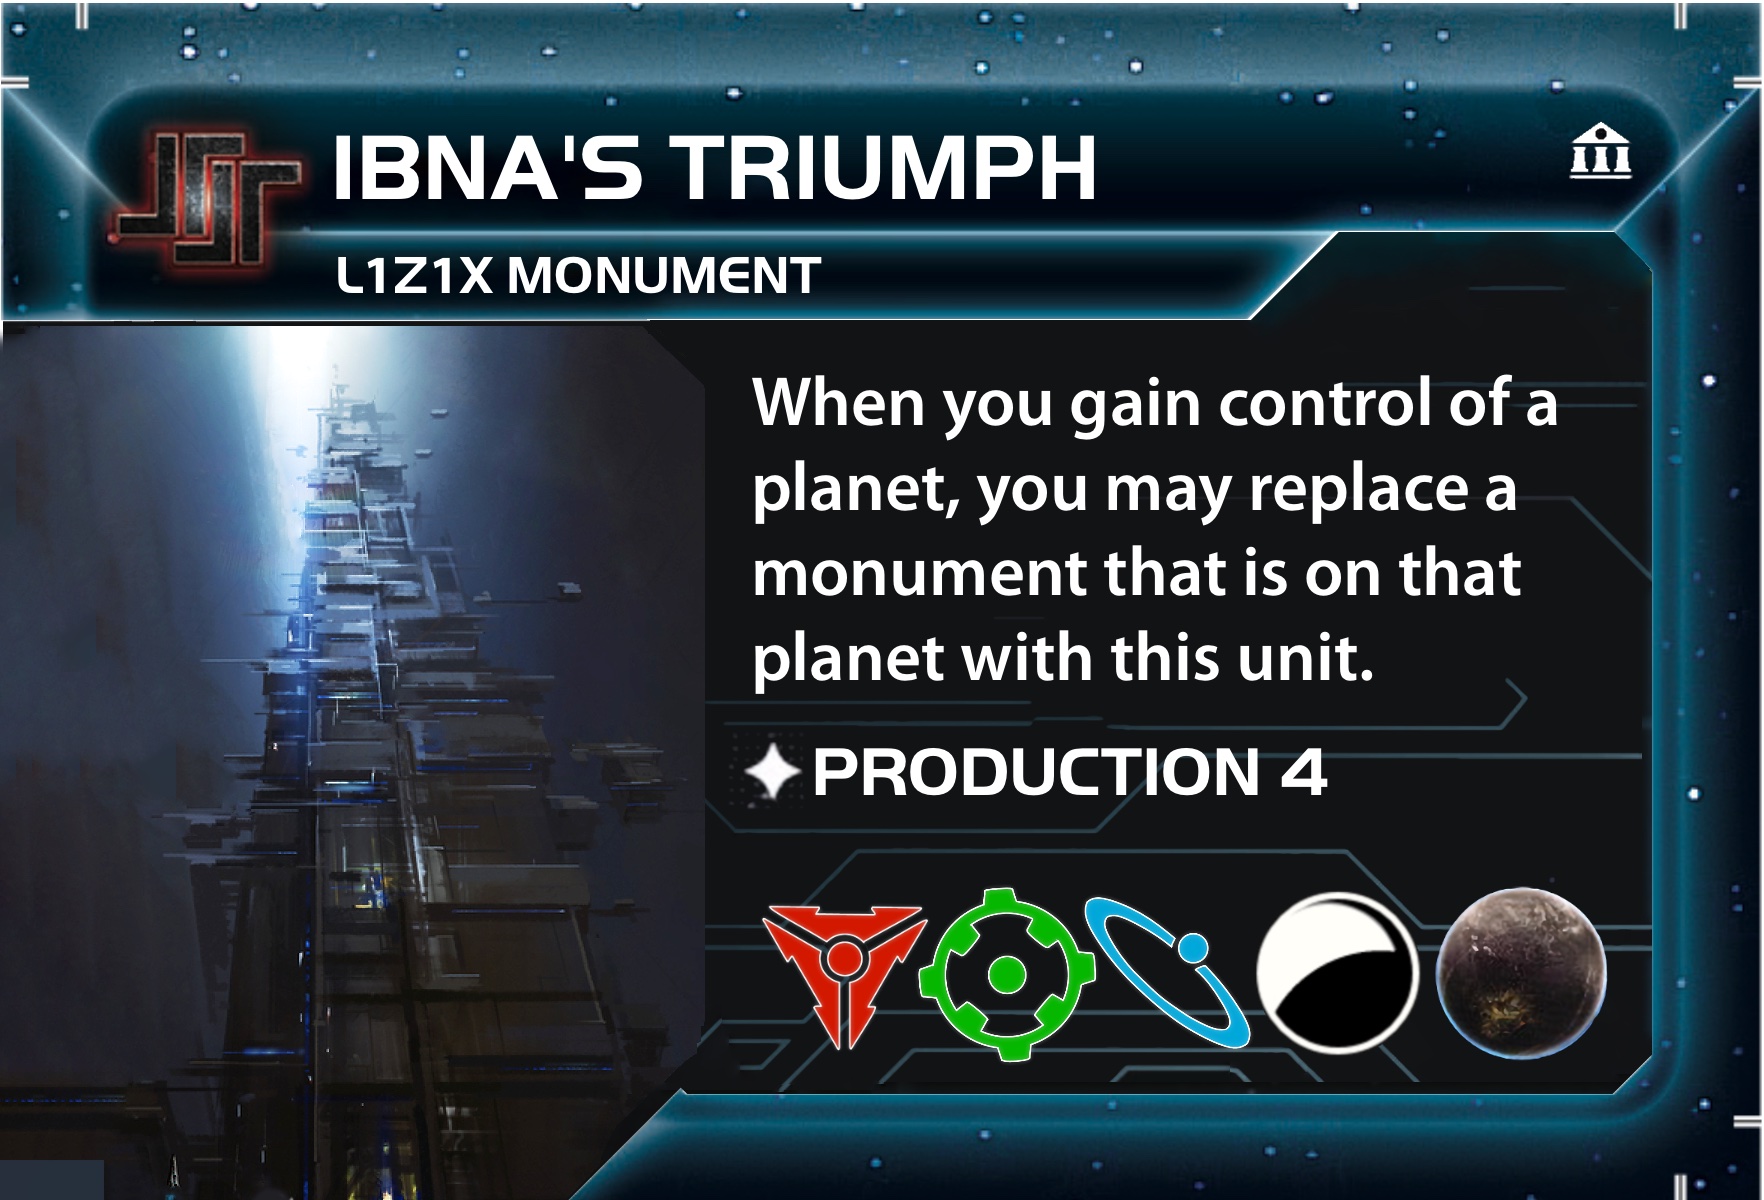 IBNA'S TRIUMPH
L1Z1X MONUMENT
When you gain control of a
planet, you may replace a
monument that is on that
planet with this unit.
PRODUCTION 4